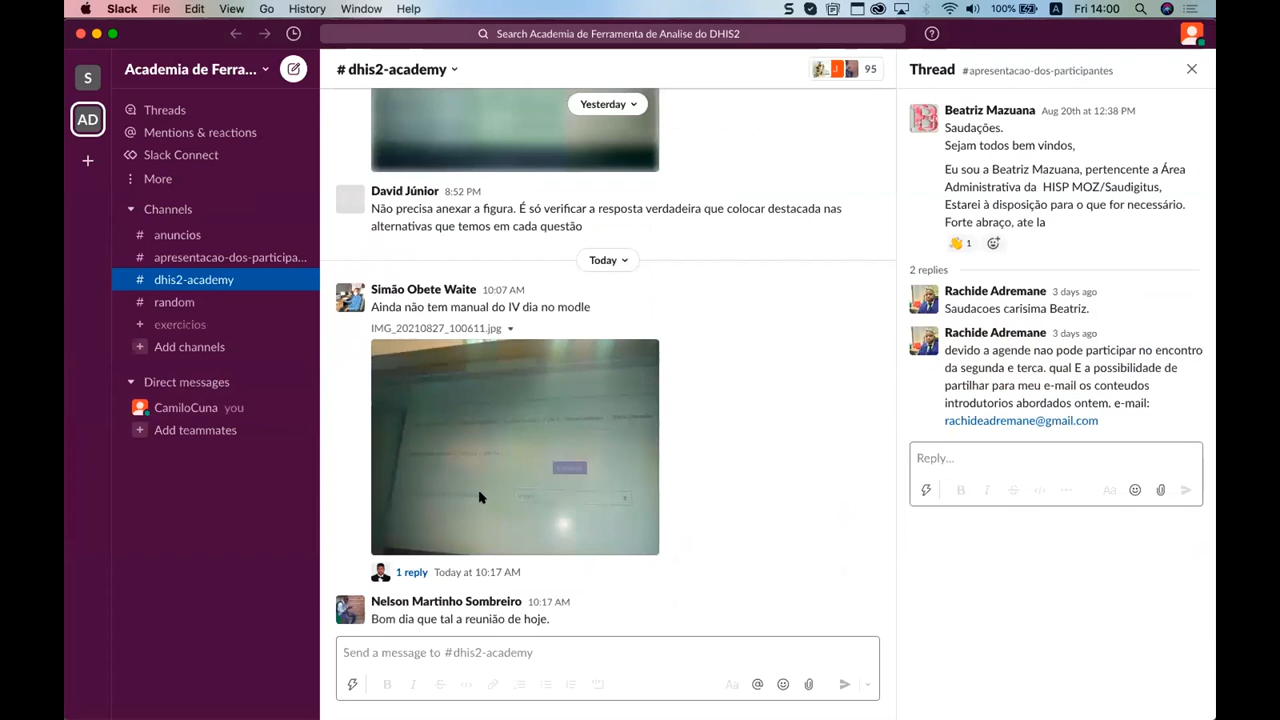 Slack File Edit View Go History Window Help
100% Fri 14:00
Search Academia de Ferramenta de Analise do DHIS2
S
AD
Academia de Ferra...
Threads
Mentions & reactions
Slack Connect
More
Channels
# anuncios
# apresentacao-dos-participa...
# dhis2-academy
# random
+ exercicios
+ Add channels
Direct messages
CamiloCuna you
+ Add teammates
# dhis2-academy
J 95
Yesterday
David Júnior 8:52 PM
Não precisa anexar a figura. É só verificar a resposta verdadeira que colocar destacada nas
alternativas que temos em cada questão
Today
Simão Obete Waite 10:07 AM
Ainda não tem manual do IV dia no modle
IMG_20210827_100611.jpg
1 reply Today at 10:17 AM
Nelson Martinho Sombreiro 10:17 AM
Bom dia que tal a reunião de hoje.
Send a message to #dhis2-academy
Aa
Thread #apresentacao-dos-participantes
Beatriz Mazuana Aug 20th at 12:38 PM
Saudações.
Sejam todos bem vindos,
Eu sou a Beatriz Mazuana, pertencente a Área
Administrativa da HISP MOZ/Saudigitus,
Estarei à disposição para o que for necessário.
Forte abraço, ate la
1
2 replies
Rachide Adremane 3 days ago
Saudacoes carisima Beatriz.
Rachide Adremane 3 days ago
devido a agende nao pode participar no encontro
da segunda e terca. qual E a possibilidade de
partilhar para meu e-mail os conteudos
introdutorios abordados ontem. e-mail:
rachideadremane@gmail.com
Reply...
Aa